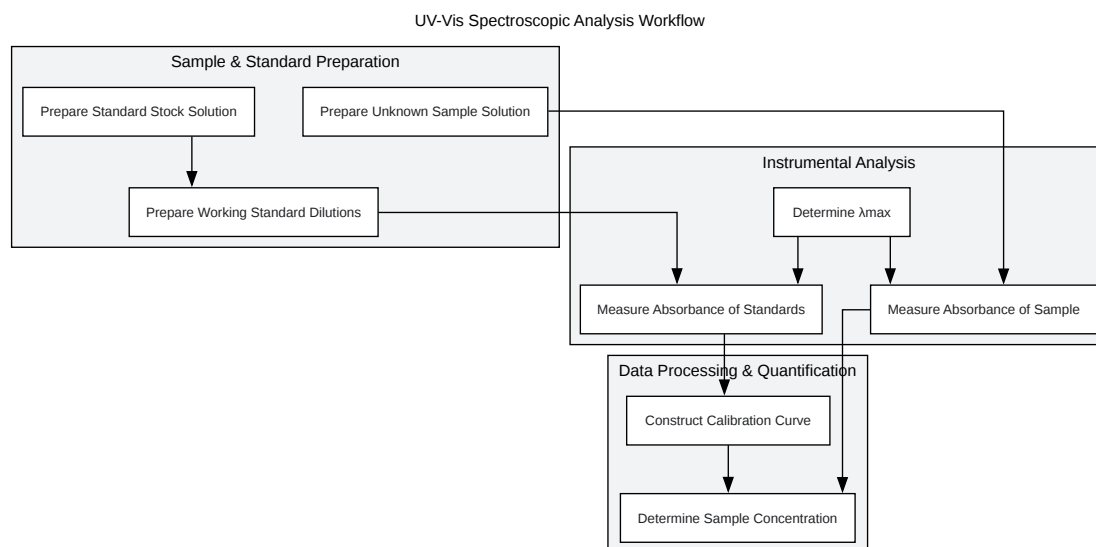 UV-Vis Spectroscopic Analysis Workflow
Sample & Standard Preparation
Prepare Standard Stock Solution
Prepare Unknown Sample Solution
Prepare Working Standard Dilutions
Instrumental Analysis
Determine λmax
Measure Absorbance of Standards
Measure Absorbance of Sample
Data Processing & Quantification
Construct Calibration Curve
Determine Sample Concentration